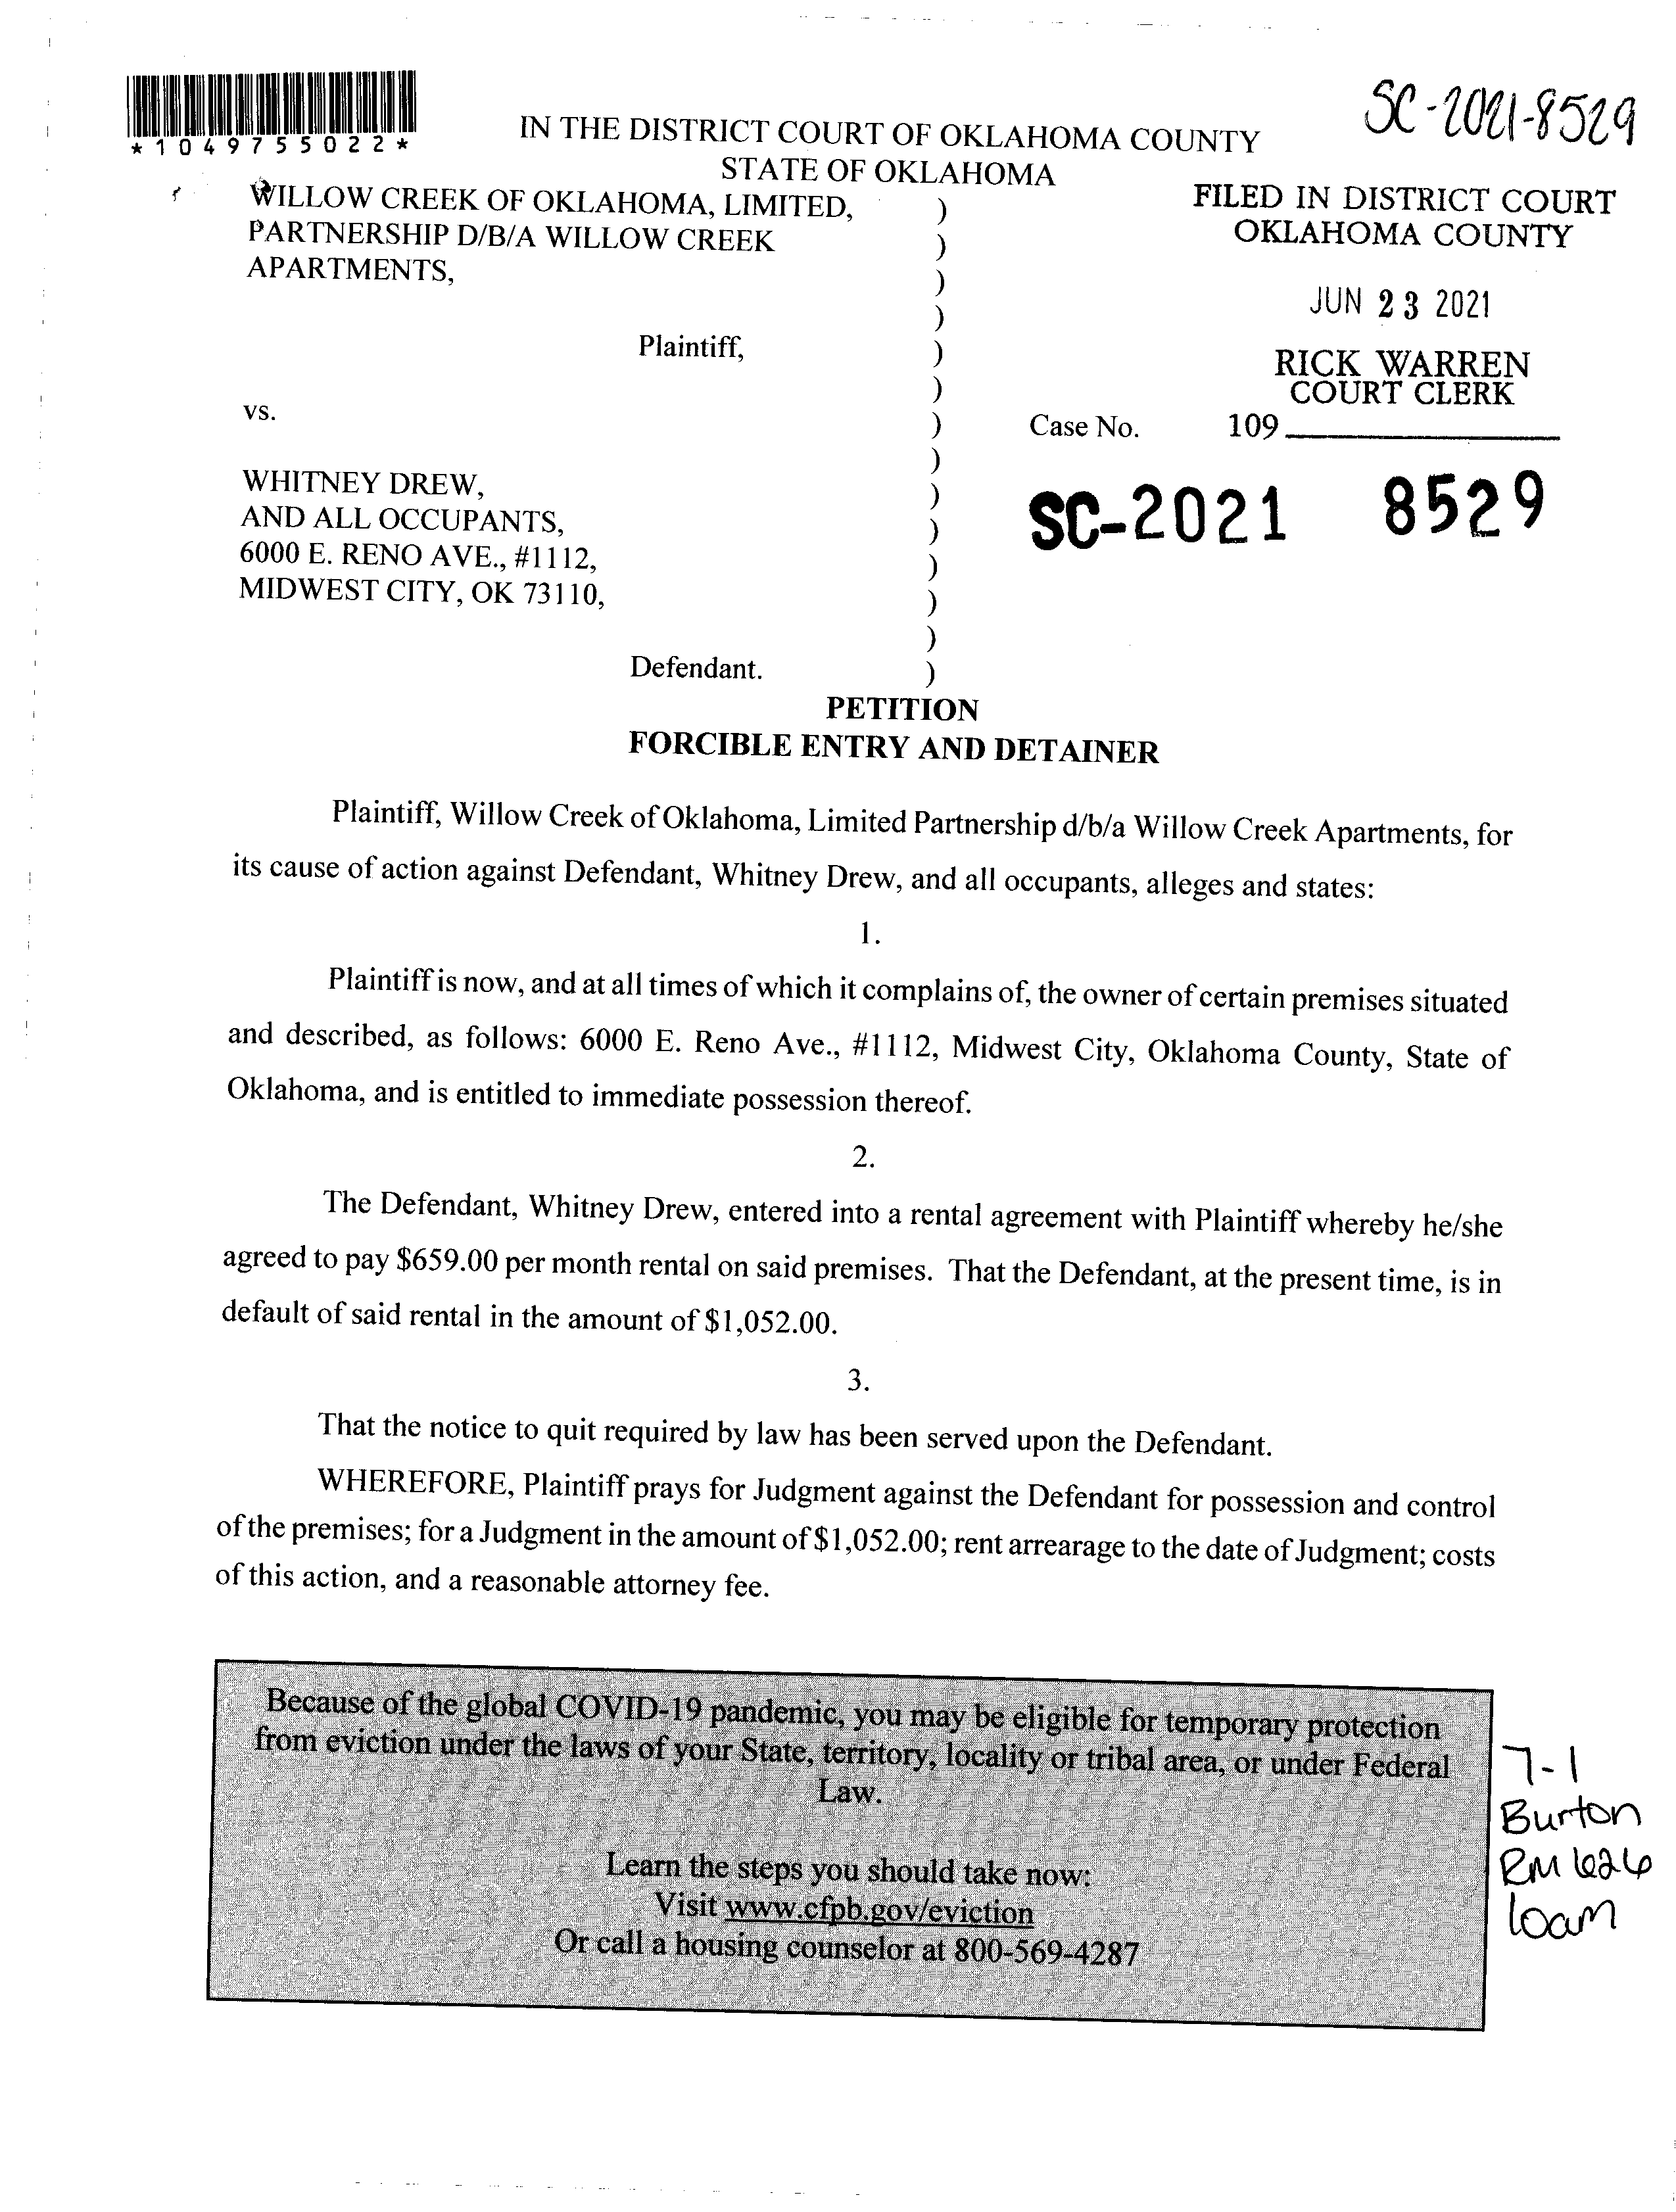 SC-2021-8529
*1049755022*
IN THE DISTRICT COURT OF OKLAHOMA COUNTY
STATE OF OKLAHOMA
WILLOW CREEK OF OKLAHOMA, LIMITED, )
PARTNERSHIP D/B/A WILLOW CREEK )
APARTMENTS, )
)
Plaintiff, )
)
vs. )
)
WHITNEY DREW, )
AND ALL OCCUPANTS, )
6000 E. RENO AVE., #1112, )
MIDWEST CITY, OK 73110, )
)
Defendant. )
FILED IN DISTRICT COURT
OKLAHOMA COUNTY
JUN 23 2021
RICK WARREN
COURT CLERK
Case No. 109
SC-2021 8529
PETITION
FORCIBLE ENTRY AND DETAINER
Plaintiff, Willow Creek of Oklahoma, Limited Partnership d/b/a Willow Creek Apartments, for
its cause of action against Defendant, Whitney Drew, and all occupants, alleges and states:
1.
Plaintiff is now, and at all times of which it complains of, the owner of certain premises situated
and described, as follows: 6000 E. Reno Ave., #1112, Midwest City, Oklahoma County, State of
Oklahoma, and is entitled to immediate possession thereof.
2.
The Defendant, Whitney Drew, entered into a rental agreement with Plaintiff whereby he/she
agreed to pay $659.00 per month rental on said premises. That the Defendant, at the present time, is in
default of said rental in the amount of $1,052.00.
3.
That the notice to quit required by law has been served upon the Defendant.
WHEREFORE, Plaintiff prays for Judgment against the Defendant for possession and control
of the premises; for a Judgment in the amount of $1,052.00; rent arrearage to the date of Judgment; costs
of this action, and a reasonable attorney fee.
Because of the global COVID-19 pandemic, you may be eligible for temporary protection
from eviction under the laws of your State, territory, locality or tribal area, or under Federal
Law.
Learn the steps you should take now:
Visit www.cfpb.gov/eviction
Or call a housing counselor at 800-569-4287
7-1
Burton
RM 626
10am